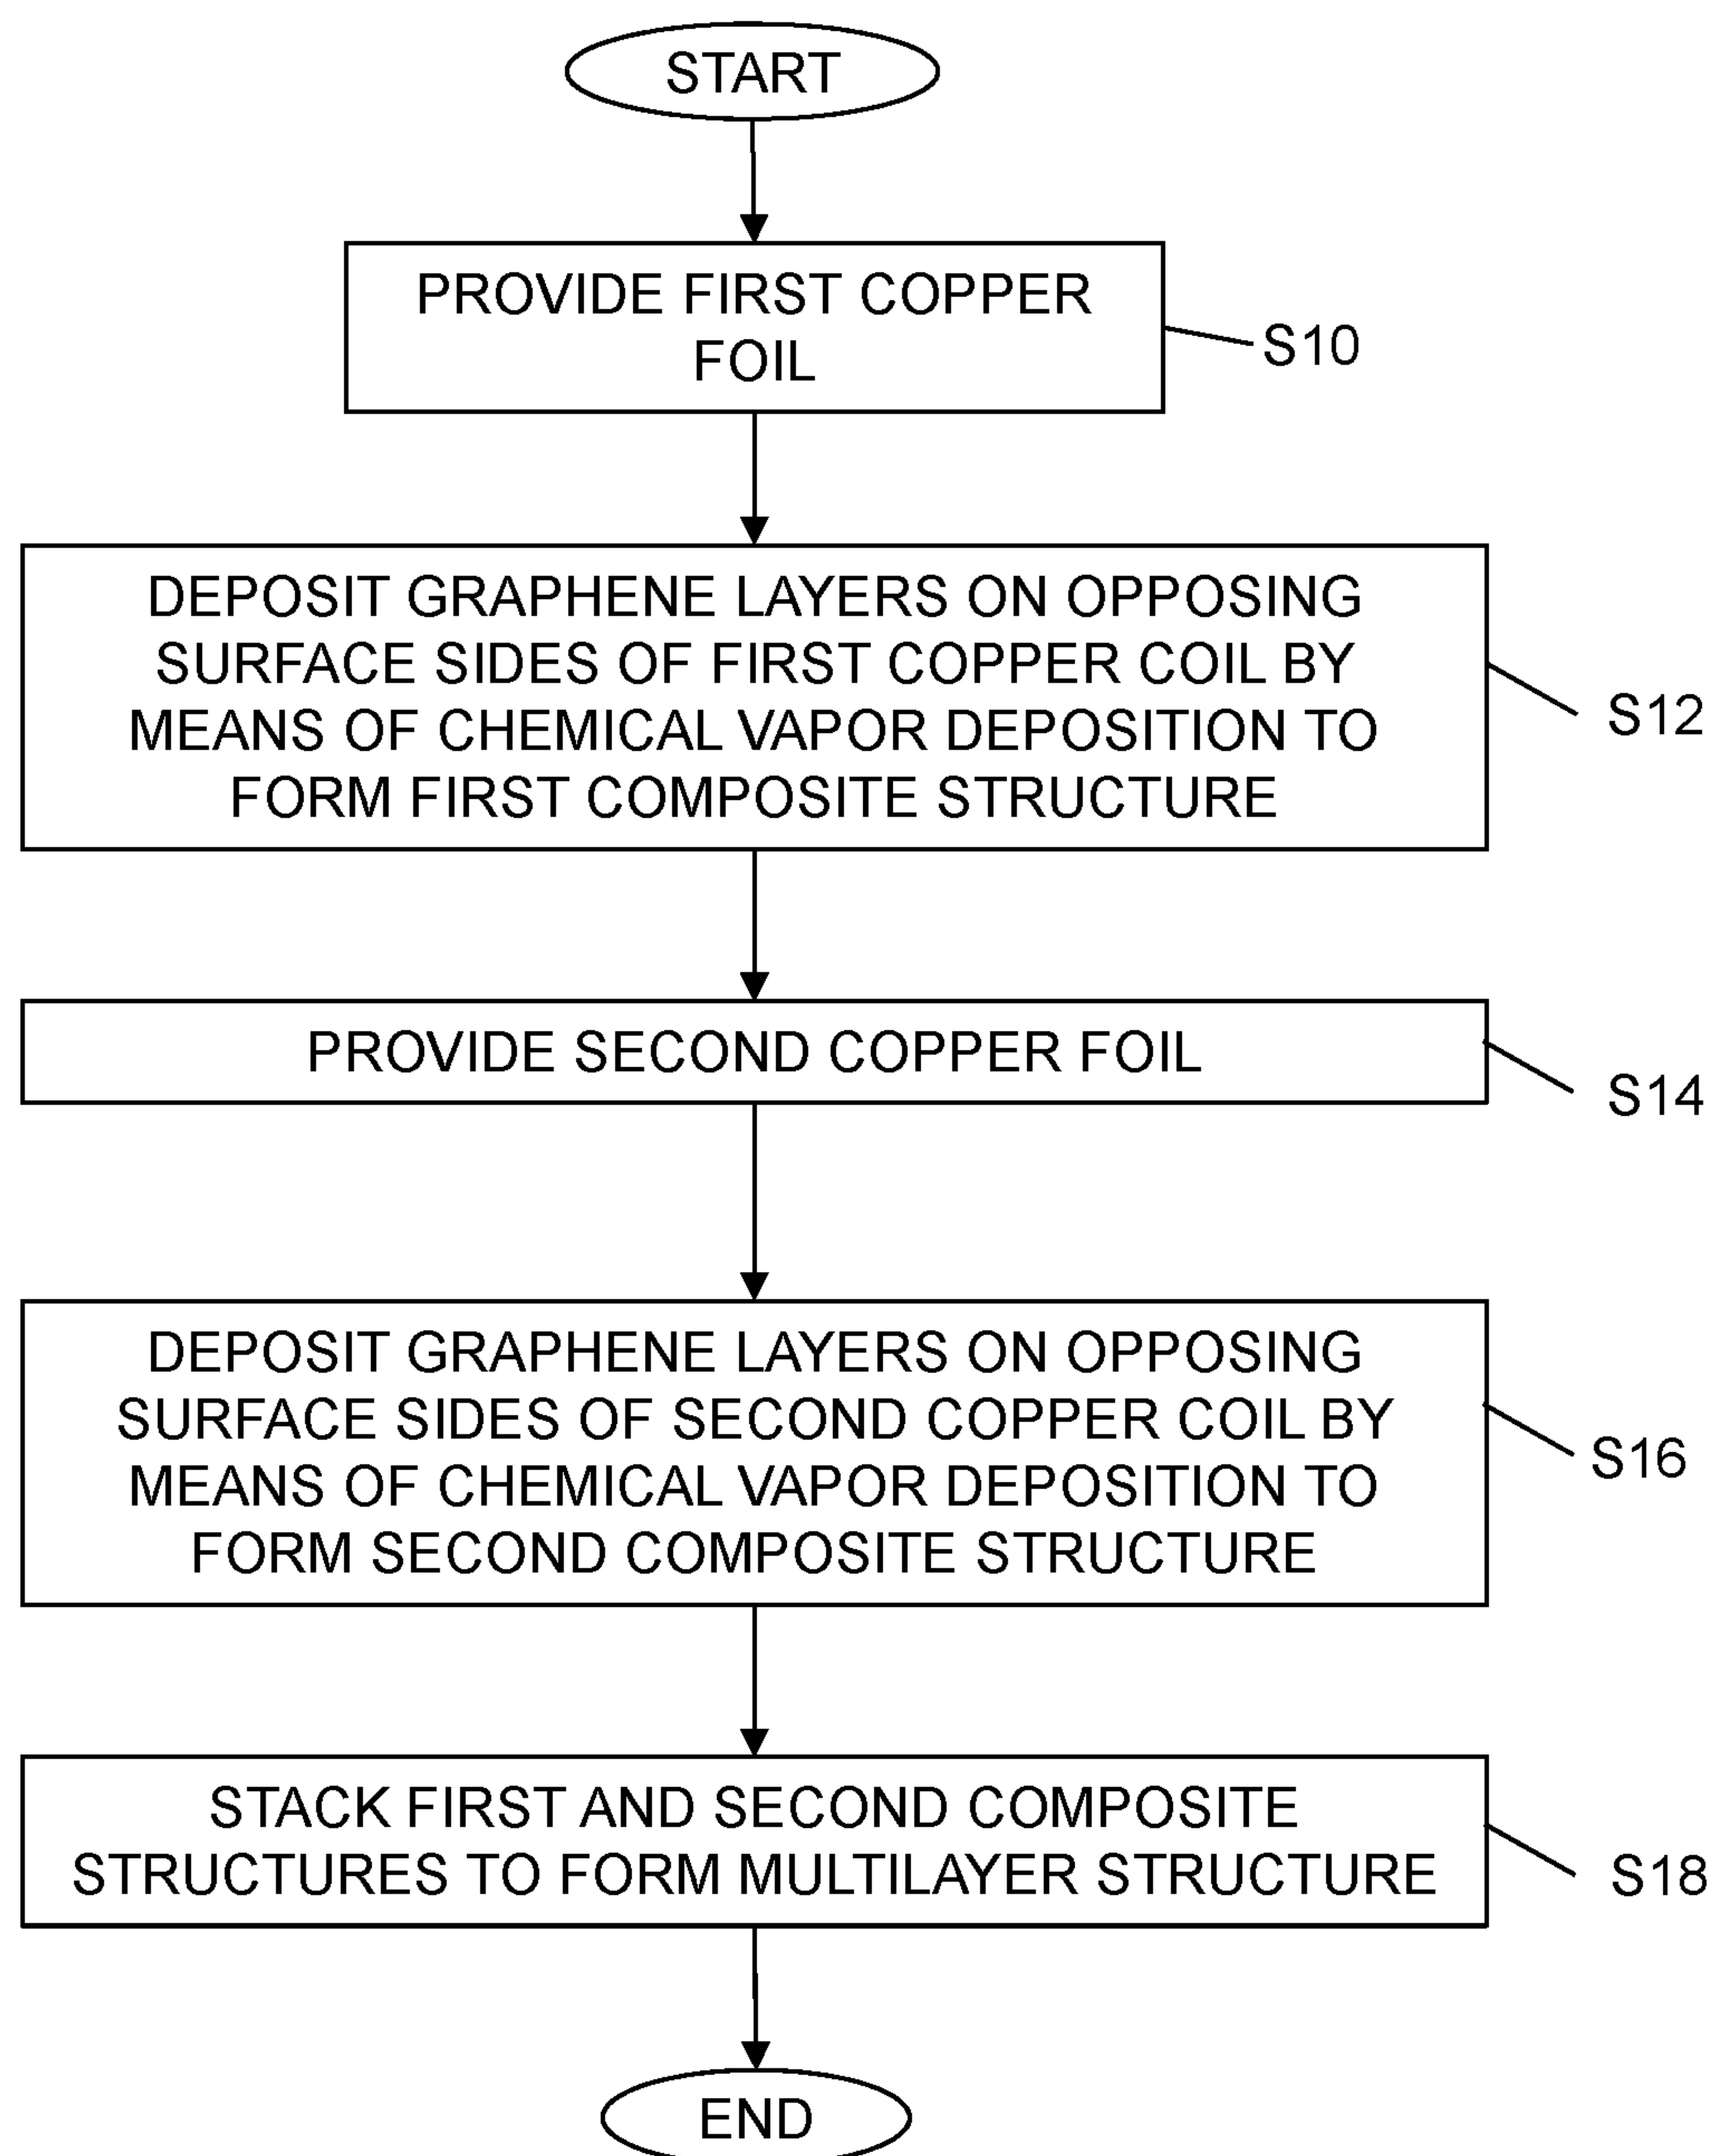 START
PROVIDE FIRST COPPER
FOIL
S10
DEPOSIT GRAPHENE LAYERS ON OPPOSING
SURFACE SIDES OF FIRST COPPER COIL BY
MEANS OF CHEMICAL VAPOR DEPOSITION TO
FORM FIRST COMPOSITE STRUCTURE
S12
PROVIDE SECOND COPPER FOIL
S14
DEPOSIT GRAPHENE LAYERS ON OPPOSING
SURFACE SIDES OF SECOND COPPER COIL BY
MEANS OF CHEMICAL VAPOR DEPOSITION TO
FORM SECOND COMPOSITE STRUCTURE
S16
STACK FIRST AND SECOND COMPOSITE
STRUCTURES TO FORM MULTILAYER STRUCTURE
S18
END